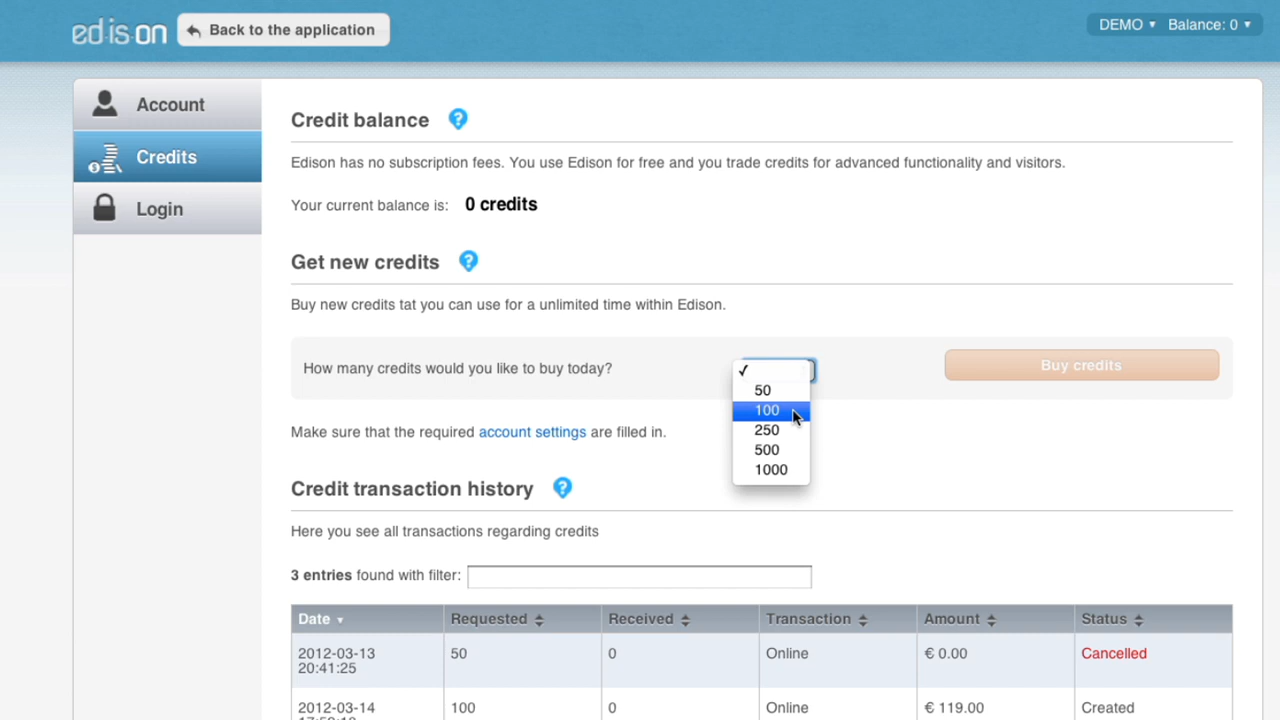 ed·is·on
Back to the application
DEMO ▾ Balance: 0 ▾
Account
Credits
Login
Credit balance ?
Edison has no subscription fees. You use Edison for free and you trade credits for advanced functionality and visitors.
Your current balance is: 0 credits
Get new credits ?
Buy new credits tat you can use for a unlimited time within Edison.
How many credits would you like to buy today?
✓
50
100
250
500
1000
Buy credits
Make sure that the required account settings are filled in.
Credit transaction history ?
Here you see all transactions regarding credits
3 entries found with filter:
Date Requested Received Transaction Amount Status
2012-03-13 50 0 Online € 0.00 Cancelled
20:41:25
2012-03-14 100 Online € 119.00 Created